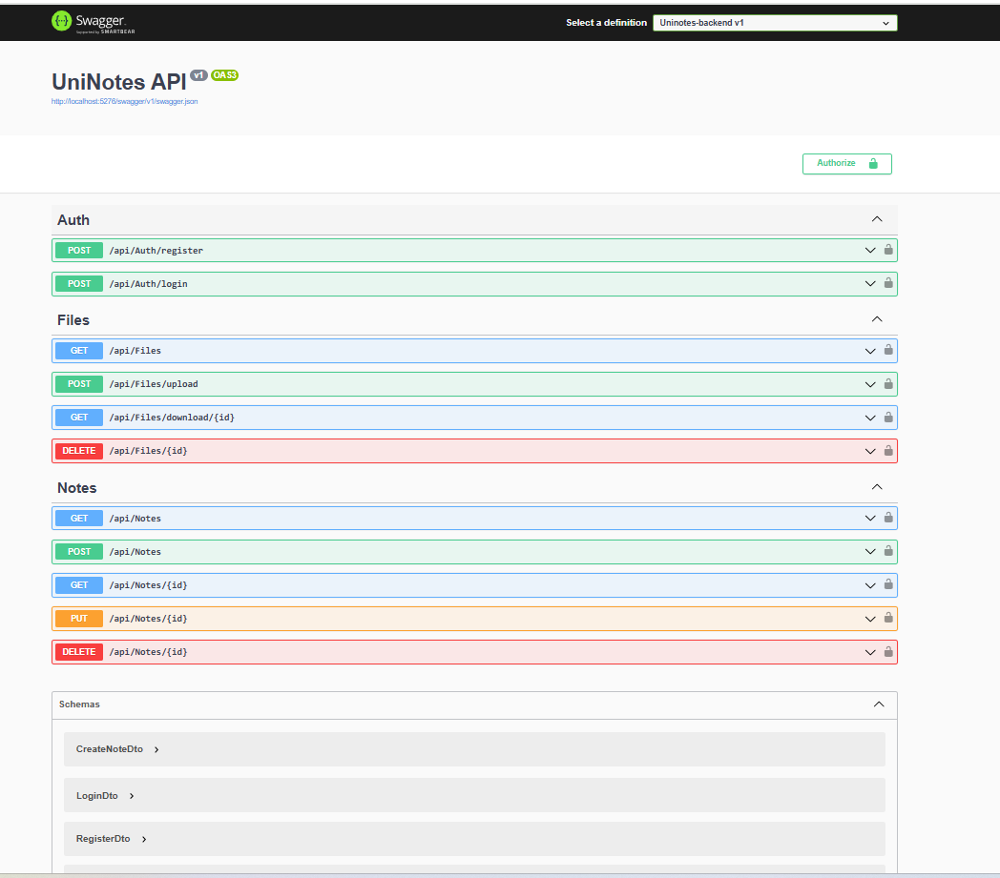 Swagger.
Supported by SMARTBEAR
Select a definition
Uninotes-backend v1
UniNotes API v1 OAS3
http://localhost:5276/swagger/v1/swagger.json
Authorize
Auth
POST /api/Auth/register
POST /api/Auth/login
Files
GET /api/Files
POST /api/Files/upload
GET /api/Files/download/{id}
DELETE /api/Files/{id}
Notes
GET /api/Notes
POST /api/Notes
GET /api/Notes/{id}
PUT /api/Notes/{id}
DELETE /api/Notes/{id}
Schemas
CreateNoteDto
LoginDto
RegisterDto